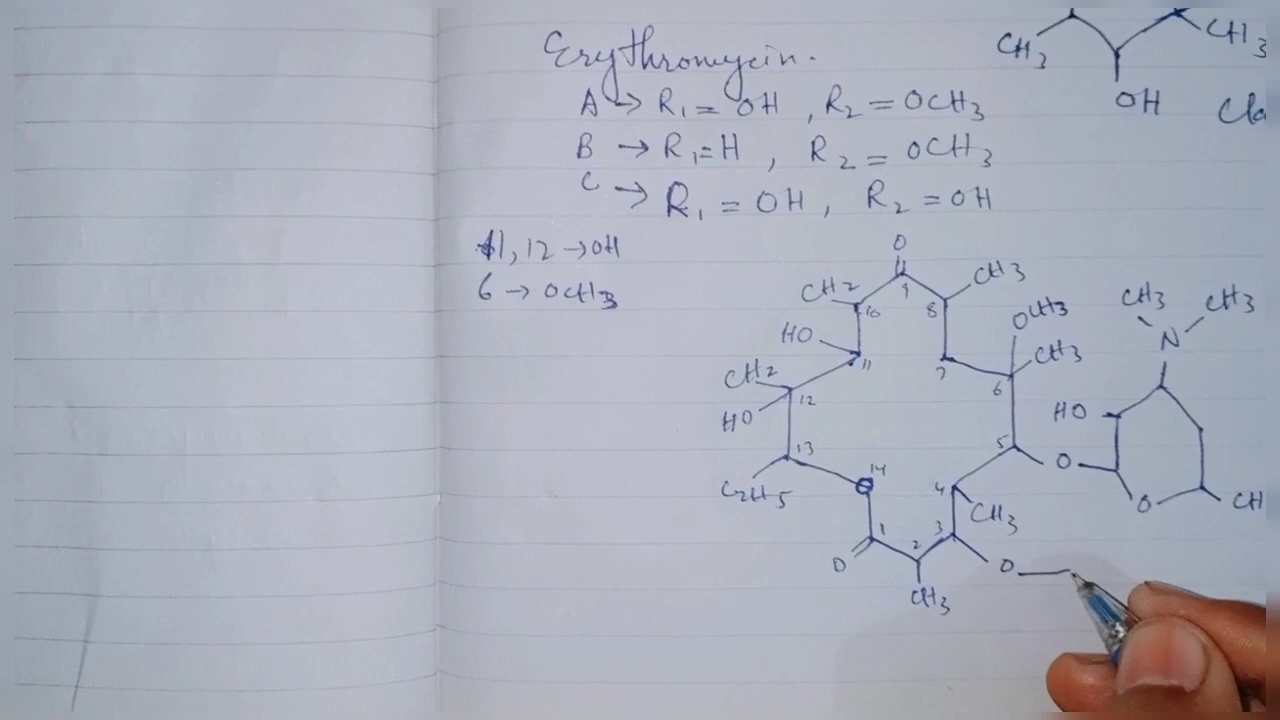 Erythromycin.
A → R1 = OH , R2 = OCH3
B → R1 = H , R2 = OCH3
C → R1 = OH , R2 = OH
11, 12 → OH
6 → OCH3
CH3
CH3
OH
Cla
O
CH3
CH2
10
9
8
OCH3
HO
11
7
CH3
6
CH2
12
HO
13
5
O
C2H5
14
4
CH3
1
2
3
O
O
CH3
CH3
CH3
N
HO
O
CH